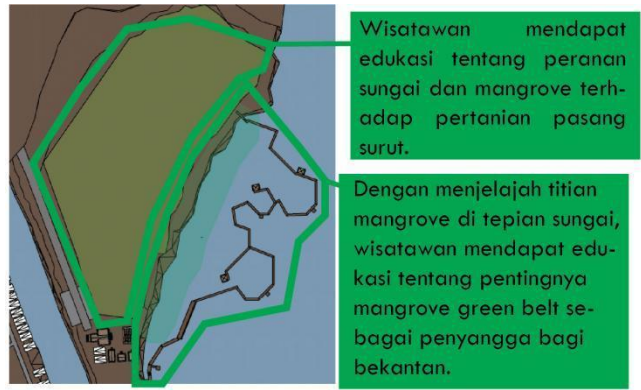 Wisatawan mendapat
edukasi tentang peranan
sungai dan mangrove terh-
adap pertanian pasang
surut.
Dengan menjelajah titian
mangrove di tepian sungai,
wisatawan mendapat edu-
kasi tentang pentingnya
mangrove green belt se-
bagai penyangga bagi
bekantan.